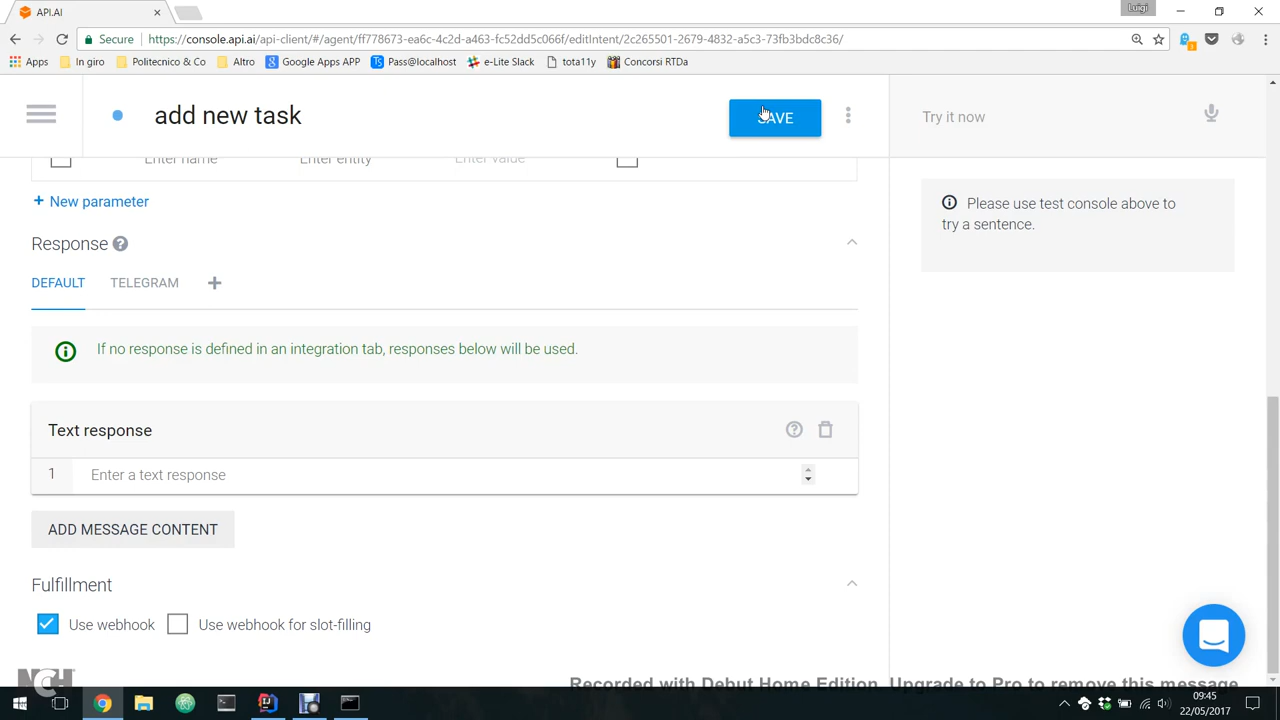 API.AI
Luigi
Secure
https://console.api.ai/api-client/#/agent/ff778673-ea6c-4c2d-a463-fc52dd5c066f/editIntent/2c265501-2679-4832-a5c3-73fb3bdc8c36/
Apps In giro Politecnico & Co Altro Google Apps APP Pass@localhost e-Lite Slack tota11y Concorsi RTDa
add new task
SAVE
Try it now
Enter name Enter entity Enter value
Please use test console above to
try a sentence.
+ New parameter
Response
DEFAULT TELEGRAM +
If no response is defined in an integration tab, responses below will be used.
Text response
1 Enter a text response
ADD MESSAGE CONTENT
Fulfillment
Use webhook Use webhook for slot-filling
NCH
Recorded with Debut Home Edition. Upgrade to Pro to remove this message
09:45
22/05/2017